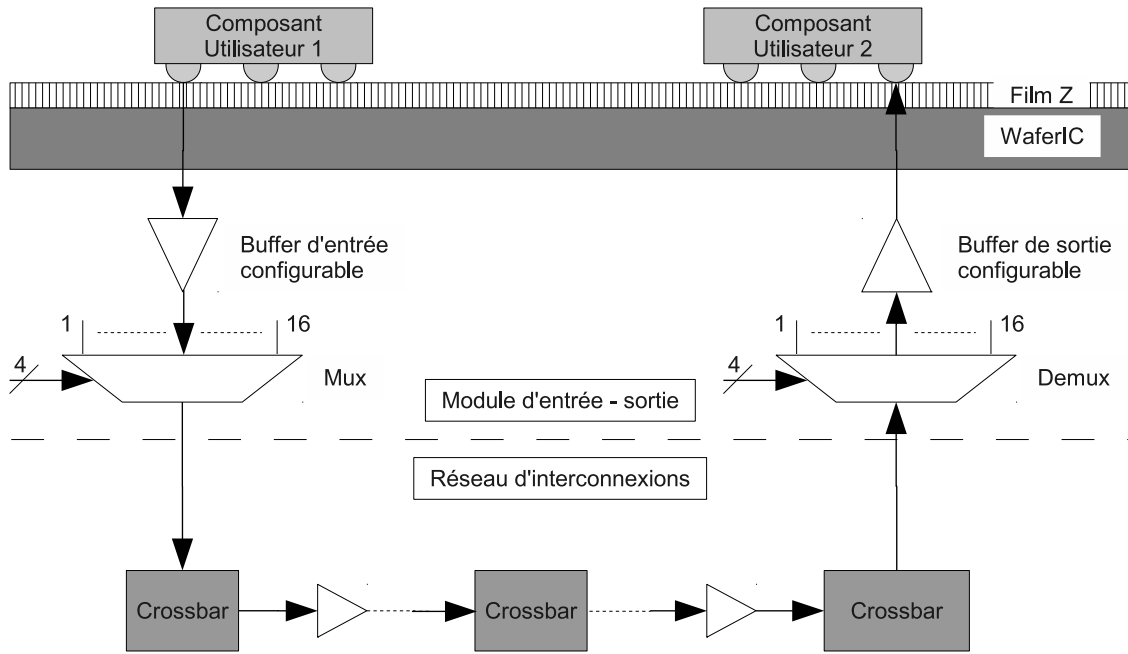 Composant
Utilisateur 1
Composant
Utilisateur 2
Film Z
WaferIC
Buffer d'entrée
configurable
Buffer de sortie
configurable
1
16
1
16
4
Mux
4
Demux
Module d'entrée - sortie
Réseau d'interconnexions
Crossbar
Crossbar
Crossbar